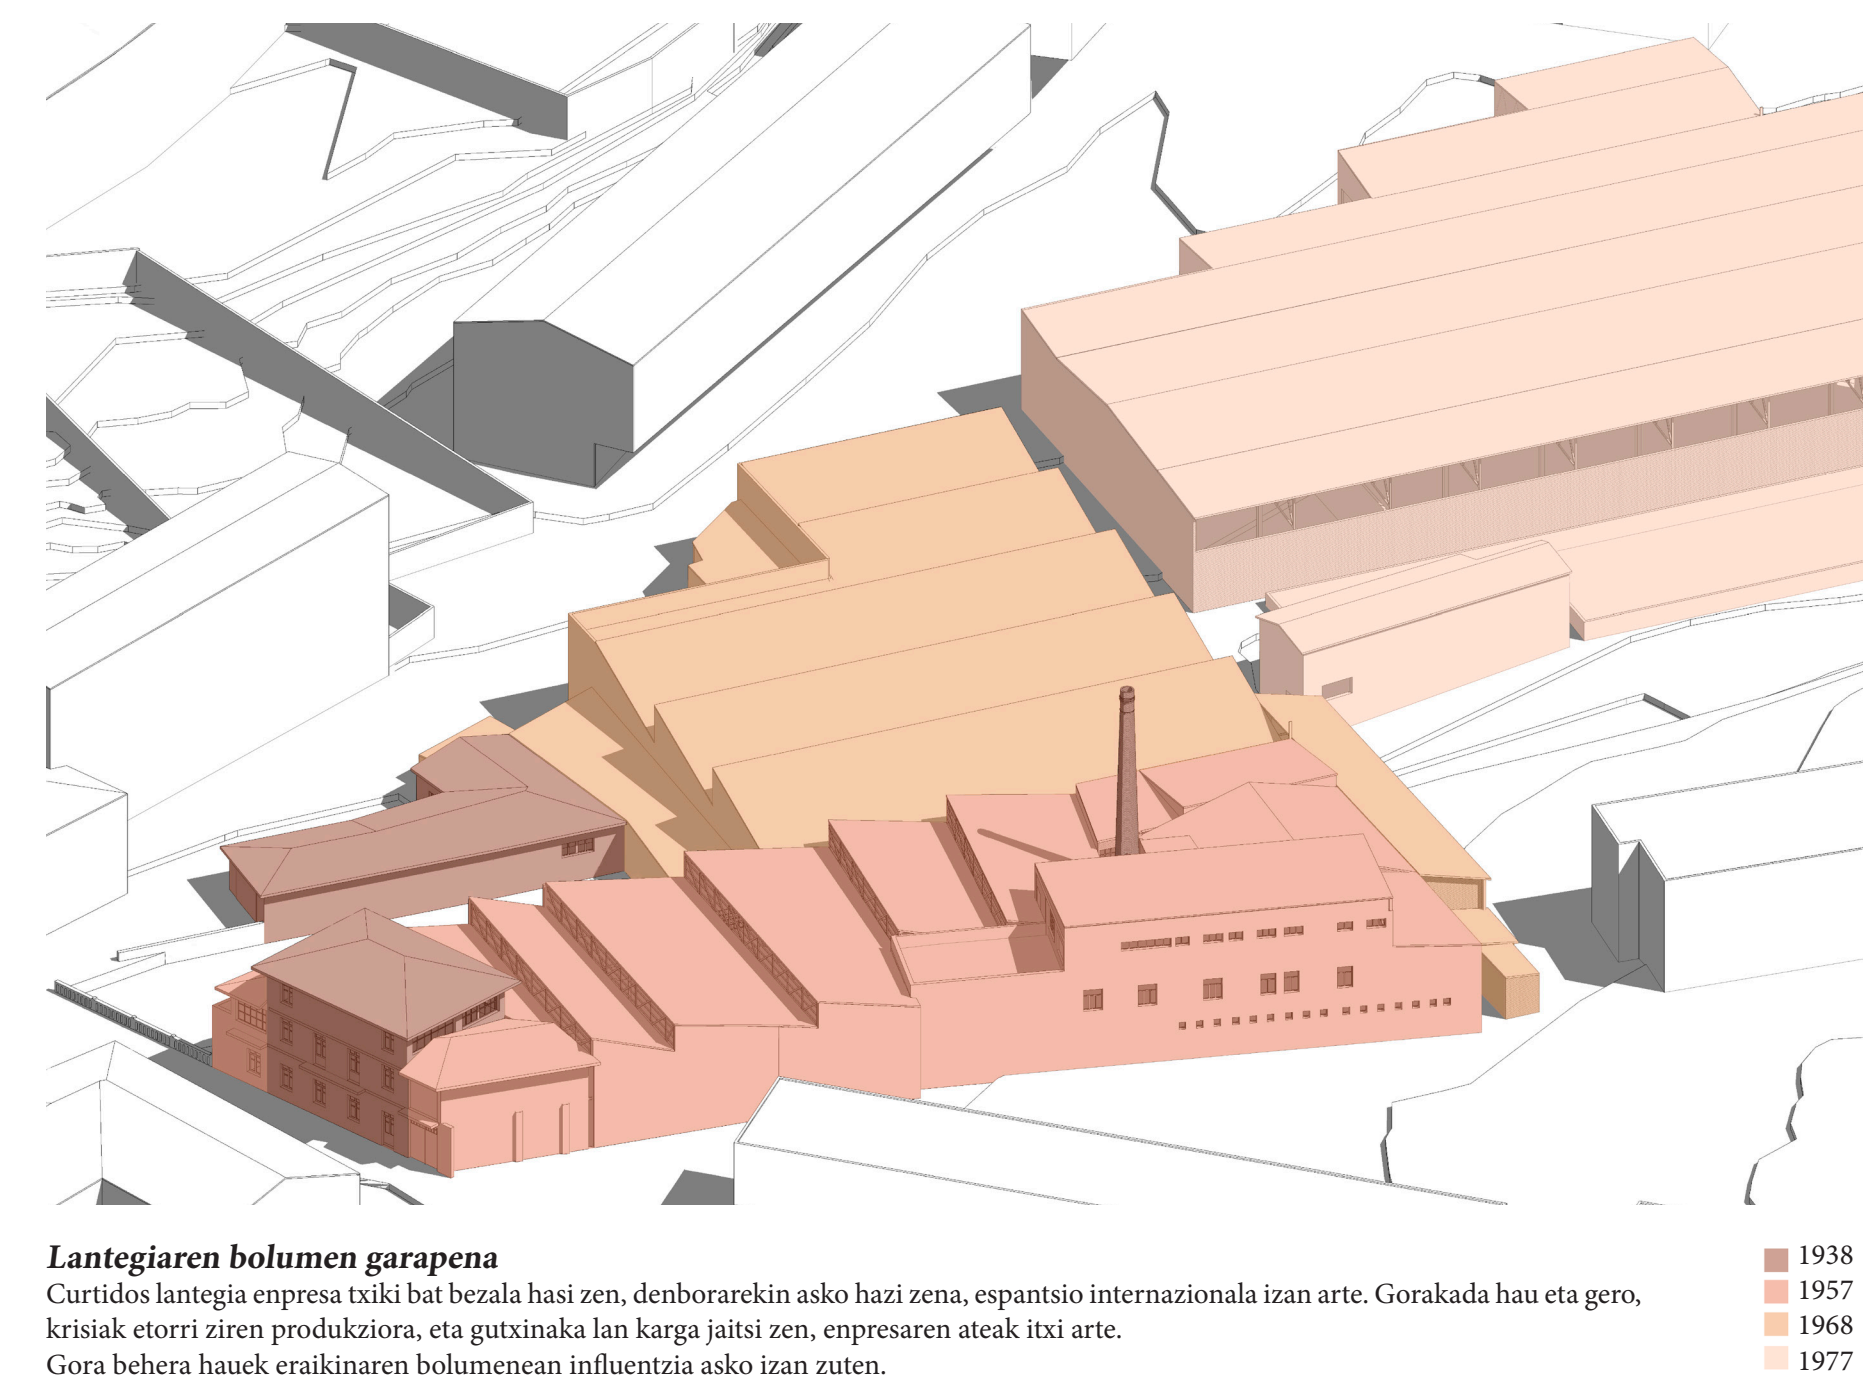 Lantegiaren bolumen garapena
Curtidos lantegia enpresa txiki bat bezala hasi zen, denborarekin asko hazi zena, espantsio internazionala izan arte. Gorakada hau eta gero,
krisiak etorri ziren produkziora, eta gutxinaka lan karga jaitsi zen, enpresaren ateak itxi arte.
Gora behera hauek eraikinaren bolumenean influentzia asko izan zuten.
1938
1957
1968
1977